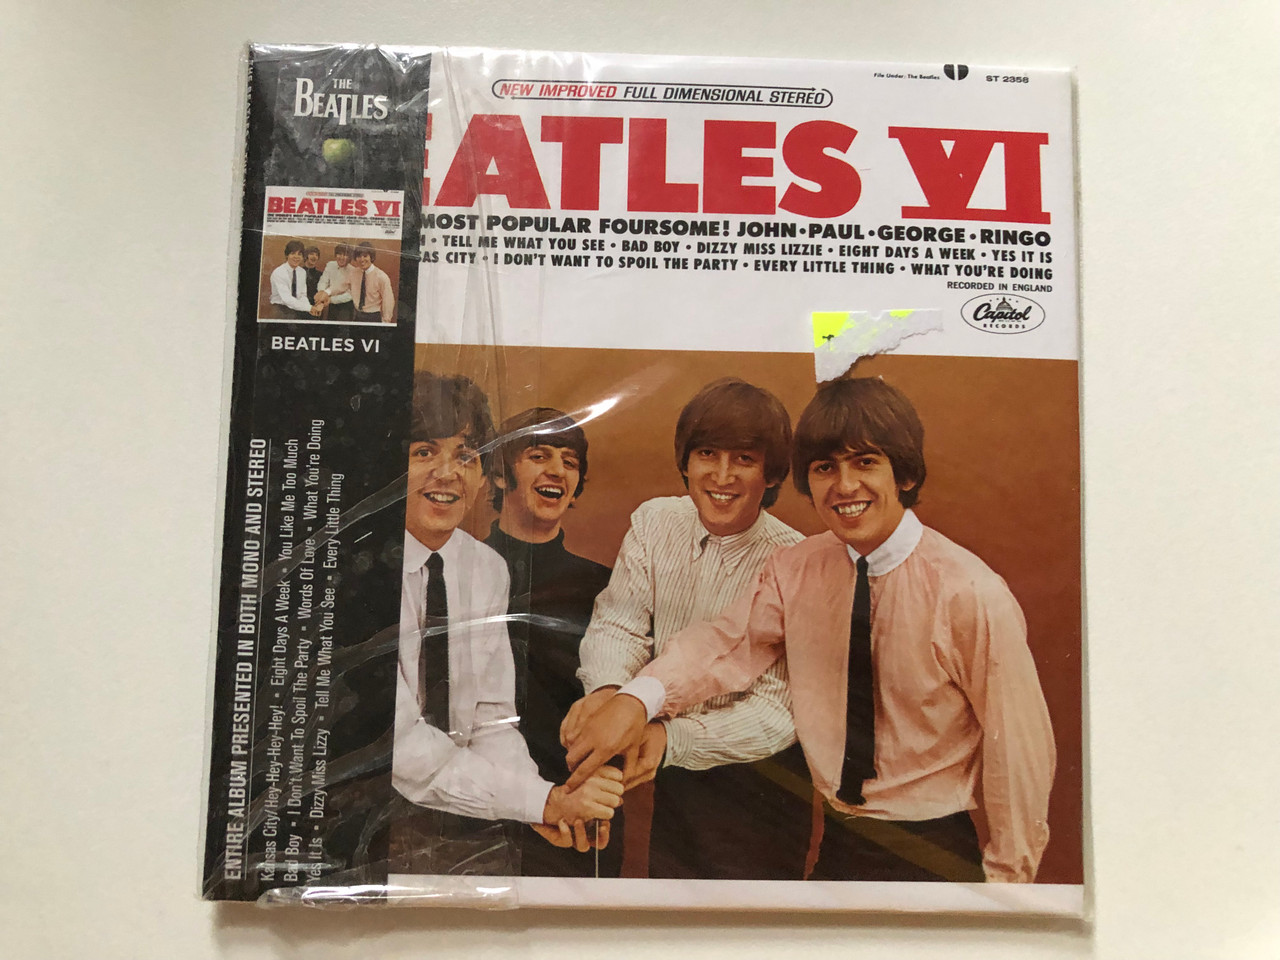 THE
BEATLES
BEATLES VI
BEATLES VI
ENTIRE ALBUM PRESENTED IN BOTH MONO AND STEREO
Kansas City/Hey-Hey-Hey! • Eight Days A Week • You Like Me Too Much
Bad Boy • I Don't Want To Spoil The Party • Words Of Love • What You're Doing
Yes It Is • Dizzy Miss Lizzy • Tell Me What You See • Every Little Thing
File Under: The Beatles
ST 2358
NEW IMPROVED FULL DIMENSIONAL STEREO
EATLES VI
MOST POPULAR FOURSOME! JOHN • PAUL • GEORGE • RINGO
• TELL ME WHAT YOU SEE • BAD BOY • DIZZY MISS LIZZIE • EIGHT DAYS A WEEK • YES IT IS
SAS CITY • I DON'T WANT TO SPOIL THE PARTY • EVERY LITTLE THING • WHAT YOU'RE DOING
RECORDED IN ENGLAND
Capitol
RECORDS